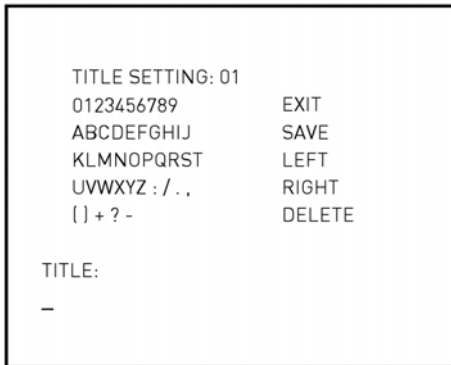 TITLE SETTING: 01
0123456789 EXIT
ABCDEFGHIJ SAVE
KLMNOPQRST LEFT
UVWXYZ : / . , RIGHT
( ) + ? - DELETE
TITLE:
_